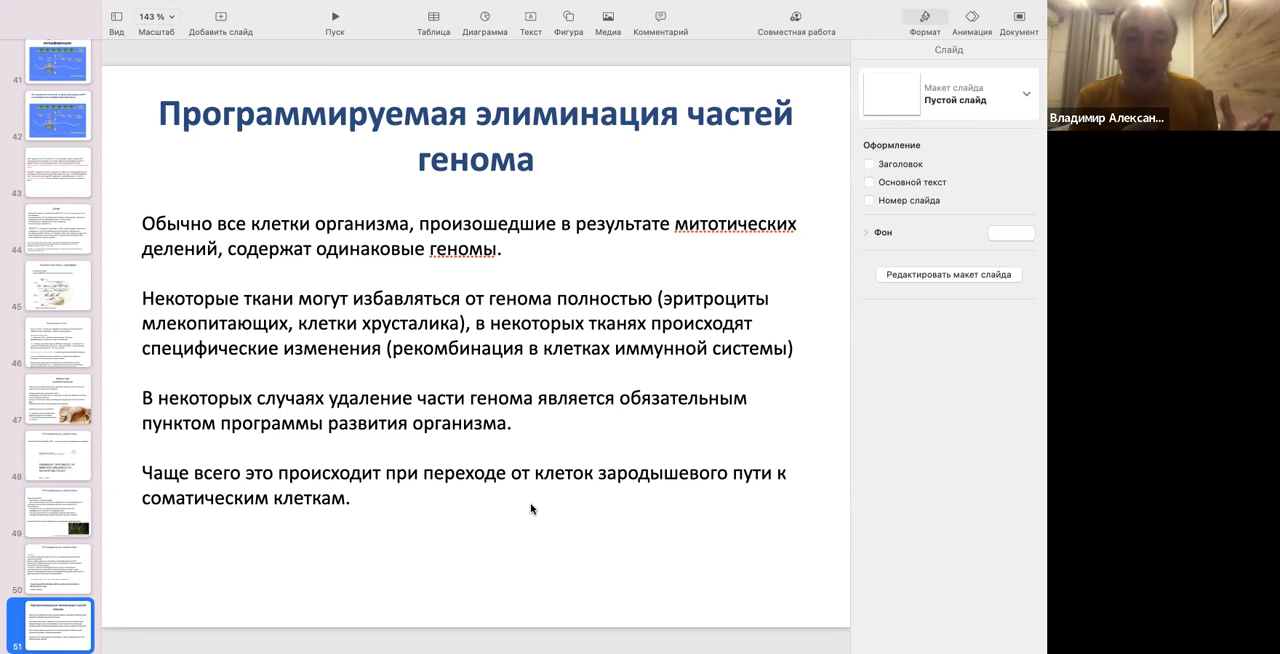 143 %
Вид
Масштаб
Добавить слайд
Пуск
Таблица
Диаграмма
Текст
Фигура
Медиа
Комментарий
Совместная работа
Формат
Анимация
Документ
41
42
43
44
45
46
47
48
49
50
51
Программируемая элиминация частей
генома
Обычно все клетки организма, произошедшие в результате митотических
делений, содержат одинаковые геномы.
Некоторые ткани могут избавляться от генома полностью (эритроциты
млекопитающих, клетки хрусталика), в некоторых тканях происходят
специфические изменения (рекомбинация в клетках иммунной системы)
В некоторых случаях удаление части генома является обязательным
пунктом программы развития организма.
Чаще всего это происходит при переходе от клеток зародышевого пути к
соматическим клеткам.
Слайд
Макет слайда
Пустой слайд
Оформление
Заголовок
Основной текст
Номер слайда
Фон
Редактировать макет слайда
Владимир Алексан...